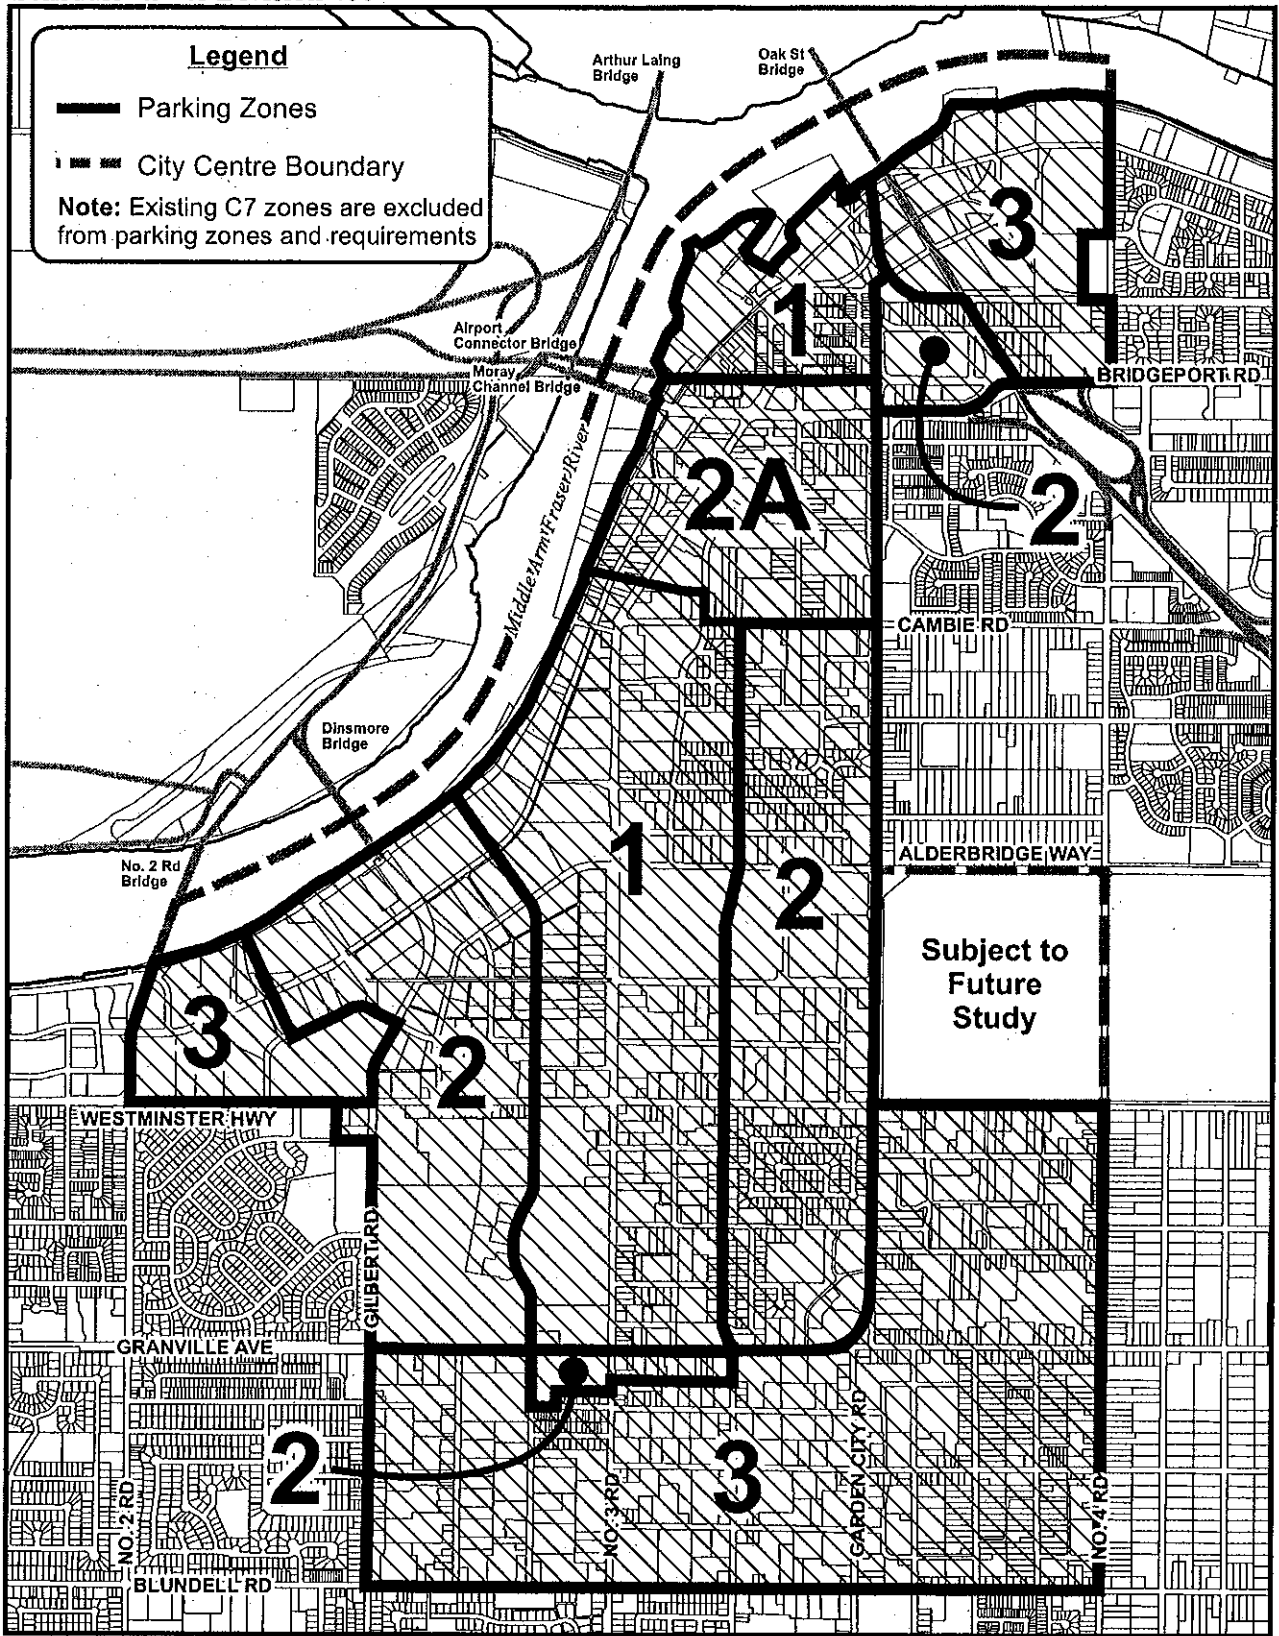 Legend
Parking Zones
City Centre Boundary
Note: Existing C7 zones are excluded
from parking zones and requirements
Arthur Laing
Bridge
Oak St
Bridge
3
1
Airport
Connector Bridge
Moray
Channel Bridge
BRIDGEPORT RD
2A
2
Middle Arm Fraser River
CAMBIE RD
Dinsmore
Bridge
1
ALDERBRIDGE WAY
No. 2 Rd
Bridge
2
Subject to
Future
Study
3
2
WESTMINSTER HWY
GILBERT RD
GRANVILLE AVE
2
3
NO. 2 RD
NO. 3 RD
GARDEN CITY RD
NO. 4 RD
BLUNDELL RD